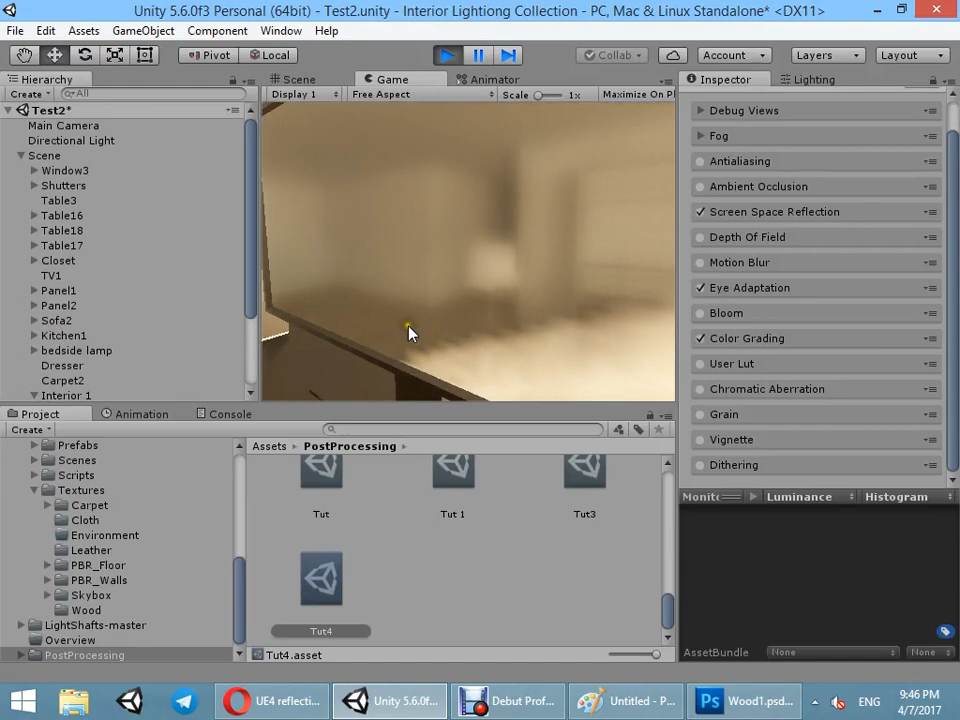 Unity 5.6.0f3 Personal (64bit) - Test2.unity - Interior Lightiong Collection - PC, Mac & Linux Standalone* <DX11>
File Edit Assets GameObject Component Window Help
Pivot Local Collab Account Layers Layout
Hierarchy Scene Game Animator Inspector Lighting
Create All Display 1 Free Aspect Scale 1x Maximize On Pl
Test2*
Main Camera
Directional Light
Scene
Window3
Shutters
Table3
Table16
Table18
Table17
Closet
TV1
Panel1
Panel2
Sofa2
Kitchen1
bedside lamp
Dresser
Carpet2
Interior 1
Debug Views
Fog
Antialiasing
Ambient Occlusion
Screen Space Reflection
Depth Of Field
Motion Blur
Eye Adaptation
Bloom
Color Grading
User Lut
Chromatic Aberration
Grain
Vignette
Dithering
Project Animation Console
Create
Prefabs
Scenes
Scripts
Textures
Carpet
Cloth
Environment
Leather
PBR_Floor
PBR_Walls
Skybox
Wood
LightShafts-master
Overview
PostProcessing
Assets PostProcessing
Tut Tut 1 Tut3
Tut4
Tut4.asset
Monit Luminance Histogram
AssetBundle None None
UE4 reflecti... Unity 5.6.0f... Debut Prof... Untitled - P... Wood1.psd... ENG 9:46 PM
4/7/2017